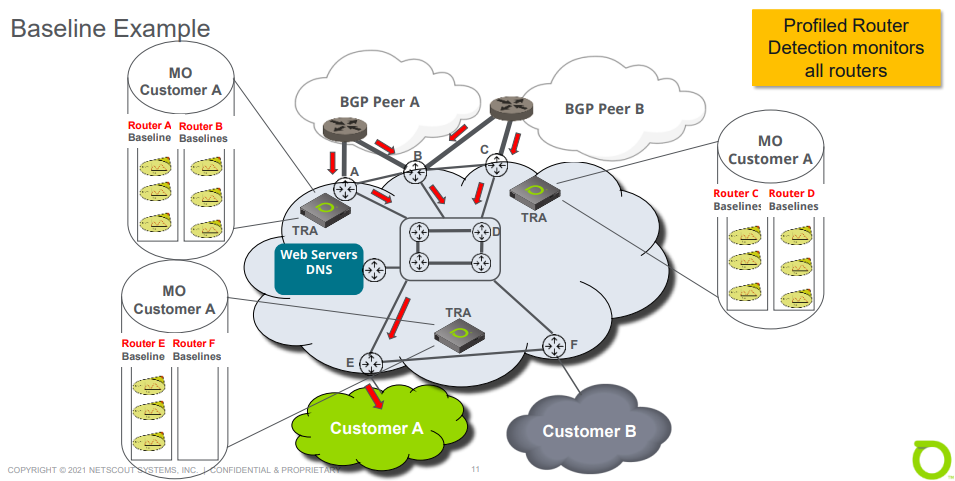 Baseline Example
Profiled Router
Detection monitors
all routers
MO
Customer A
Router A
Baseline
Router B
Baselines
BGP Peer A
BGP Peer B
MO
Customer A
Router C
Baselines
Router D
Baselines
A
B
C
TRA
TRA
D
Web Servers
DNS
MO
Customer A
Router E
Baseline
Router F
Baselines
TRA
E
F
Customer A
Customer B
COPYRIGHT © 2021 NETSCOUT SYSTEMS, INC. | CONFIDENTIAL & PROPRIETARY
11